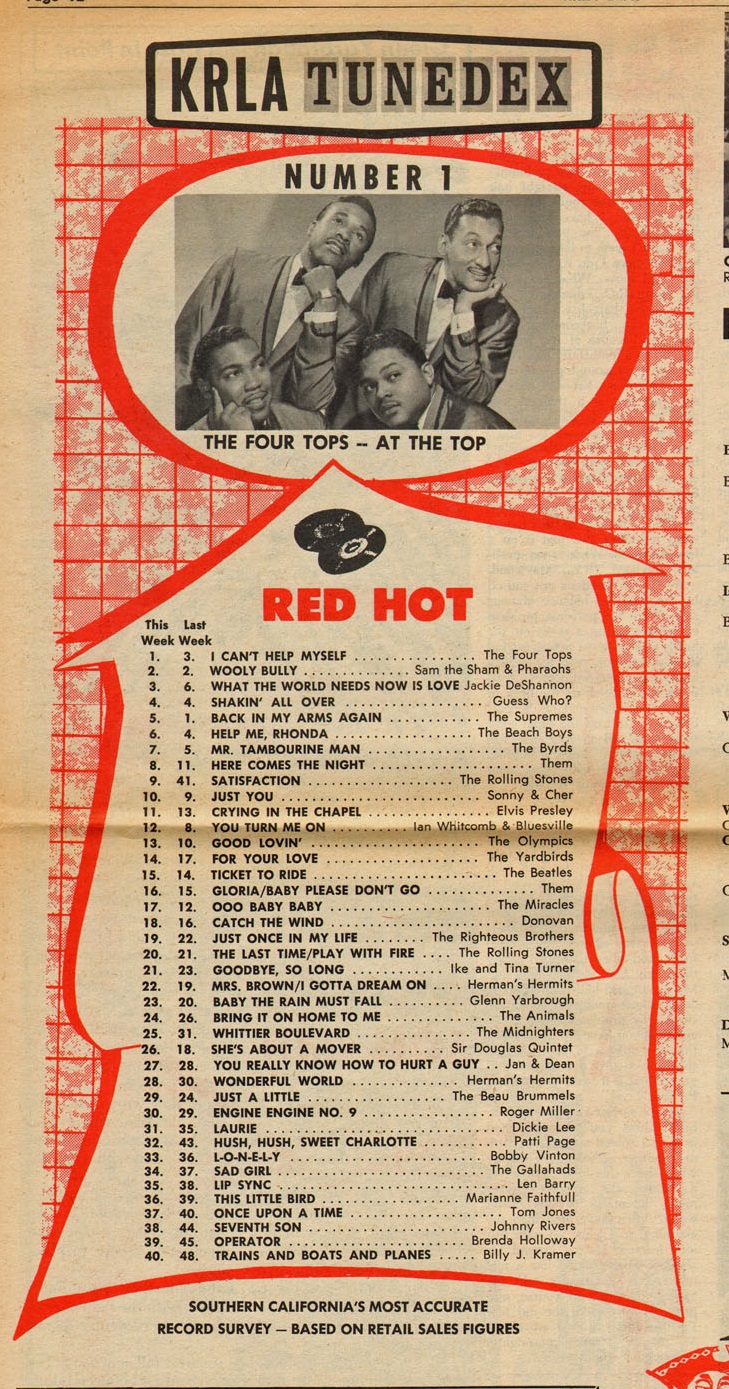 KRLA TUNEDEX
NUMBER 1
THE FOUR TOPS -- AT THE TOP
RED HOT
This Last
Week Week
1. 3. I CAN'T HELP MYSELF ................ The Four Tops
2. 2. WOOLY BULLY .............. Sam the Sham & Pharaohs
3. 6. WHAT THE WORLD NEEDS NOW IS LOVE Jackie DeShannon
4. 4. SHAKIN' ALL OVER .................. Guess Who?
5. 1. BACK IN MY ARMS AGAIN ............ The Supremes
6. 4. HELP ME, RHONDA .................. The Beach Boys
7. 5. MR. TAMBOURINE MAN ................... The Byrds
8. 11. HERE COMES THE NIGHT ..................... Them
9. 41. SATISFACTION .................... The Rolling Stones
10. 9. JUST YOU .......................... Sonny & Cher
11. 13. CRYING IN THE CHAPEL ............... Elvis Presley
12. 8. YOU TURN ME ON .......... Ian Whitcomb & Bluesville
13. 10. GOOD LOVIN' ....................... The Olympics
14. 17. FOR YOUR LOVE .................... The Yardbirds
15. 14. TICKET TO RIDE ....................... The Beatles
16. 15. GLORIA/BABY PLEASE DON'T GO .............. Them
17. 12. OOO BABY BABY ..................... The Miracles
18. 16. CATCH THE WIND ........................ Donovan
19. 22. JUST ONCE IN MY LIFE ........ The Righteous Brothers
20. 21. THE LAST TIME/PLAY WITH FIRE .... The Rolling Stones
21. 23. GOODBYE, SO LONG ............ Ike and Tina Turner
22. 19. MRS. BROWN/I GOTTA DREAM ON .... Herman's Hermits
23. 20. BABY THE RAIN MUST FALL .......... Glenn Yarbrough
24. 26. BRING IT ON HOME TO ME ............. The Animals
25. 31. WHITTIER BOULEVARD ............... The Midnighters
26. 18. SHE'S ABOUT A MOVER .......... Sir Douglas Quintet
27. 28. YOU REALLY KNOW HOW TO HURT A GUY .. Jan & Dean
28. 30. WONDERFUL WORLD .............. Herman's Hermits
29. 24. JUST A LITTLE .................. The Beau Brummels
30. 29. ENGINE ENGINE NO. 9 .................. Roger Miller
31. 35. LAURIE ................................ Dickie Lee
32. 43. HUSH, HUSH, SWEET CHARLOTTE ........... Patti Page
33. 36. L-O-N-E-L-Y .......................... Bobby Vinton
34. 37. SAD GIRL .......................... The Gallahads
35. 38. LIP SYNC .............................. Len Barry
36. 39. THIS LITTLE BIRD ................ Marianne Faithfull
37. 40. ONCE UPON A TIME .................... Tom Jones
38. 44. SEVENTH SON ....................... Johnny Rivers
39. 45. OPERATOR ....................... Brenda Holloway
40. 48. TRAINS AND BOATS AND PLANES ..... Billy J. Kramer
SOUTHERN CALIFORNIA'S MOST ACCURATE
RECORD SURVEY — BASED ON RETAIL SALES FIGURES